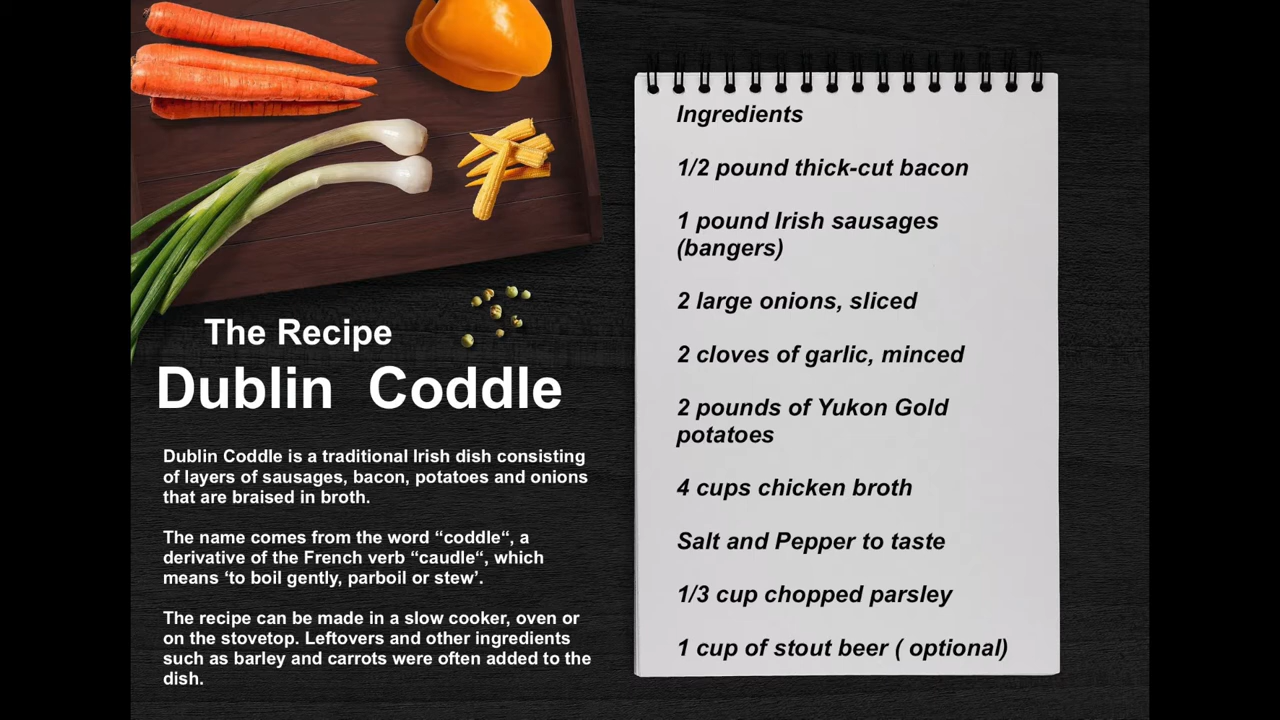 The Recipe
Dublin Coddle
Dublin Coddle is a traditional Irish dish consisting
of layers of sausages, bacon, potatoes and onions
that are braised in broth.
The name comes from the word “coddle“, a
derivative of the French verb “caudle“, which
means ‘to boil gently, parboil or stew’.
The recipe can be made in a slow cooker, oven or
on the stovetop. Leftovers and other ingredients
such as barley and carrots were often added to the
dish.
Ingredients
1/2 pound thick-cut bacon
1 pound Irish sausages
(bangers)
2 large onions, sliced
2 cloves of garlic, minced
2 pounds of Yukon Gold
potatoes
4 cups chicken broth
Salt and Pepper to taste
1/3 cup chopped parsley
1 cup of stout beer ( optional)